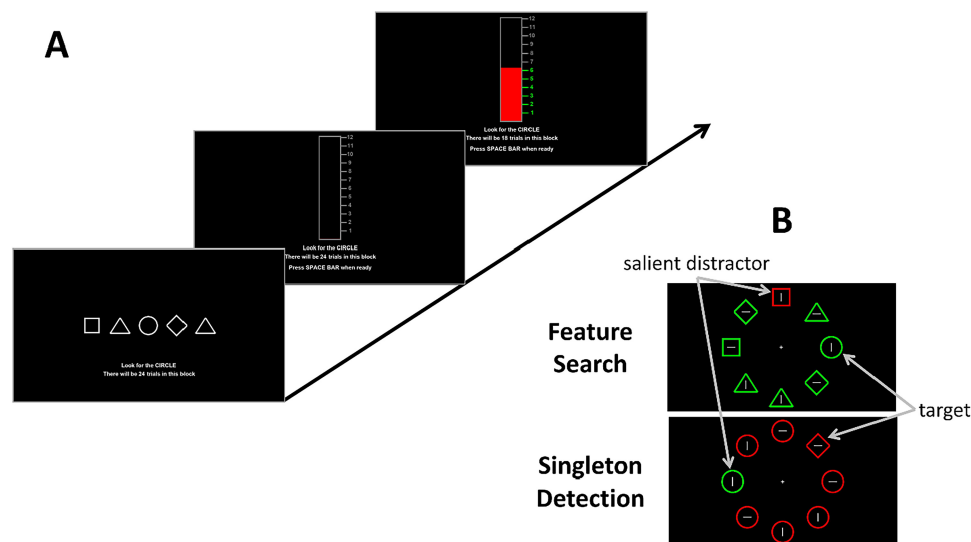 A
12
11
10
9
8
7
6
5
4
3
2
1
Look for the CIRCLE
There will be 18 trials in this block
Press SPACE BAR when ready
12
11
10
9
8
7
6
5
4
3
2
1
Look for the CIRCLE
There will be 24 trials in this block
Press SPACE BAR when ready
Look for the CIRCLE
There will be 24 trials in this block
B
salient distractor
Feature
Search
target
Singleton
Detection